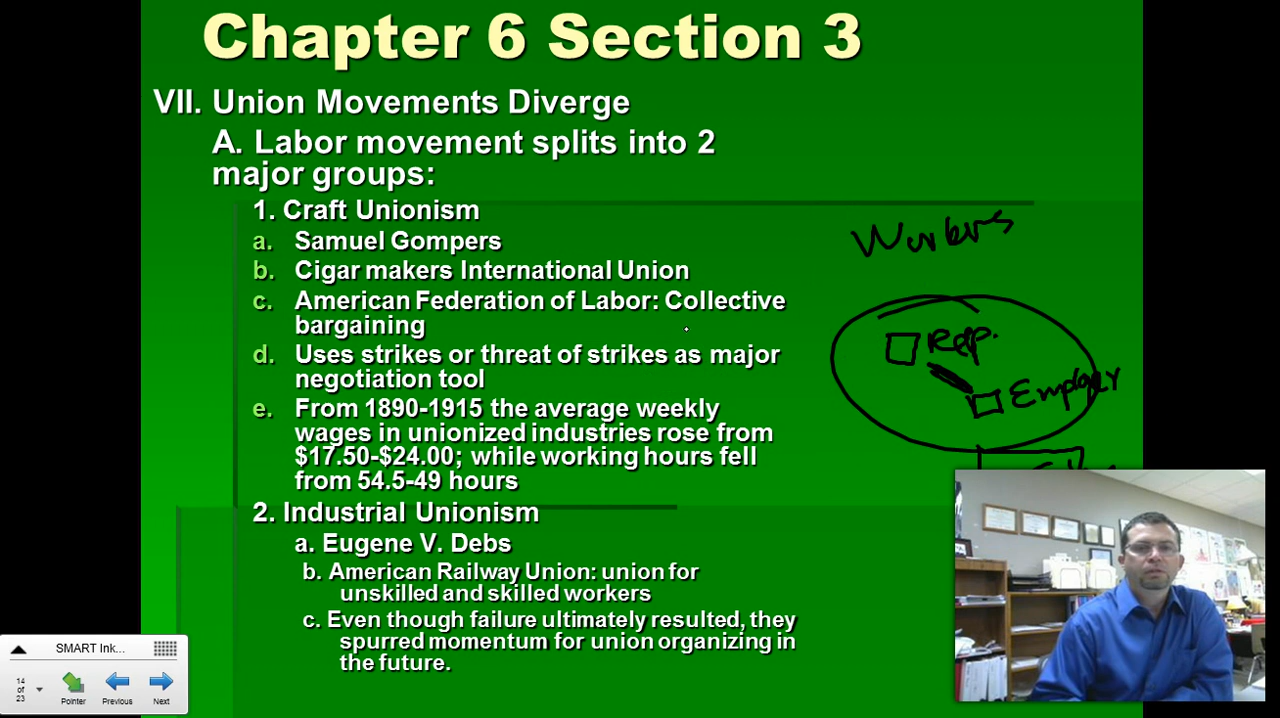 Chapter 6 Section 3
VII. Union Movements Diverge
A. Labor movement splits into 2
major groups:
1. Craft Unionism
a. Samuel Gompers
b. Cigar makers International Union
c. American Federation of Labor: Collective
bargaining
d. Uses strikes or threat of strikes as major
negotiation tool
e. From 1890-1915 the average weekly
wages in unionized industries rose from
$17.50-$24.00; while working hours fell
from 54.5-49 hours
2. Industrial Unionism
a. Eugene V. Debs
b. American Railway Union: union for
unskilled and skilled workers
c. Even though failure ultimately resulted, they
spurred momentum for union organizing in
the future.
Workers
Rep.
SMART Ink...
14
of
23
Pointer
Previous
Next